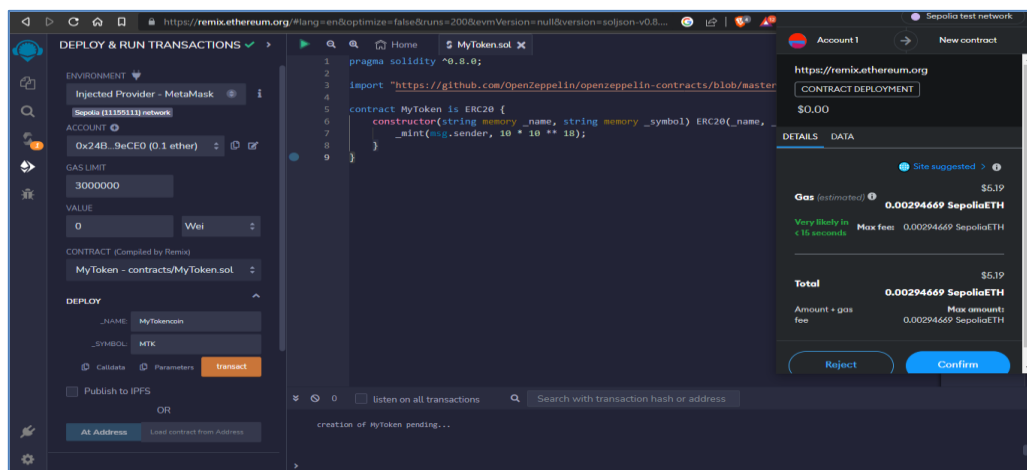 https://remix.ethereum.org/#lang=en&optimize=false&runs=200&evmVersion=null&version=soljson-v0.8....
DEPLOY & RUN TRANSACTIONS
ENVIRONMENT
Injected Provider - MetaMask
Sepolia (11155111) network
ACCOUNT
0x24B...9eCE0 (0.1 ether)
GAS LIMIT
3000000
VALUE
0 Wei
CONTRACT (Compiled by Remix)
MyToken - contracts/MyToken.sol
DEPLOY
_NAME: MyTokencoin
_SYMBOL: MTK
Calldata Parameters transact
Publish to IPFS
OR
At Address Load contract from Address
Home MyToken.sol
1 pragma solidity ^0.8.0;
2
3 import "https://github.com/OpenZeppelin/openzeppelin-contracts/blob/master
4
5 contract MyToken is ERC20 {
6 constructor(string memory _name, string memory _symbol) ERC20(_name, _
7 _mint(msg.sender, 10 * 10 ** 18);
8 }
9 }
0 listen on all transactions Search with transaction hash or address
creation of MyToken pending...
>
Sepolia test network
Account 1 New contract
https://remix.ethereum.org
CONTRACT DEPLOYMENT
$0.00
DETAILS DATA
Site suggested >
$5.19
Gas (estimated) 0.00294669 SepoliaETH
Very likely in < 15 seconds Max fee: 0.00294669 SepoliaETH
$5.19
Total
0.00294669 SepoliaETH
Amount + gas fee Max amount: 0.00294669 SepoliaETH
Reject Confirm